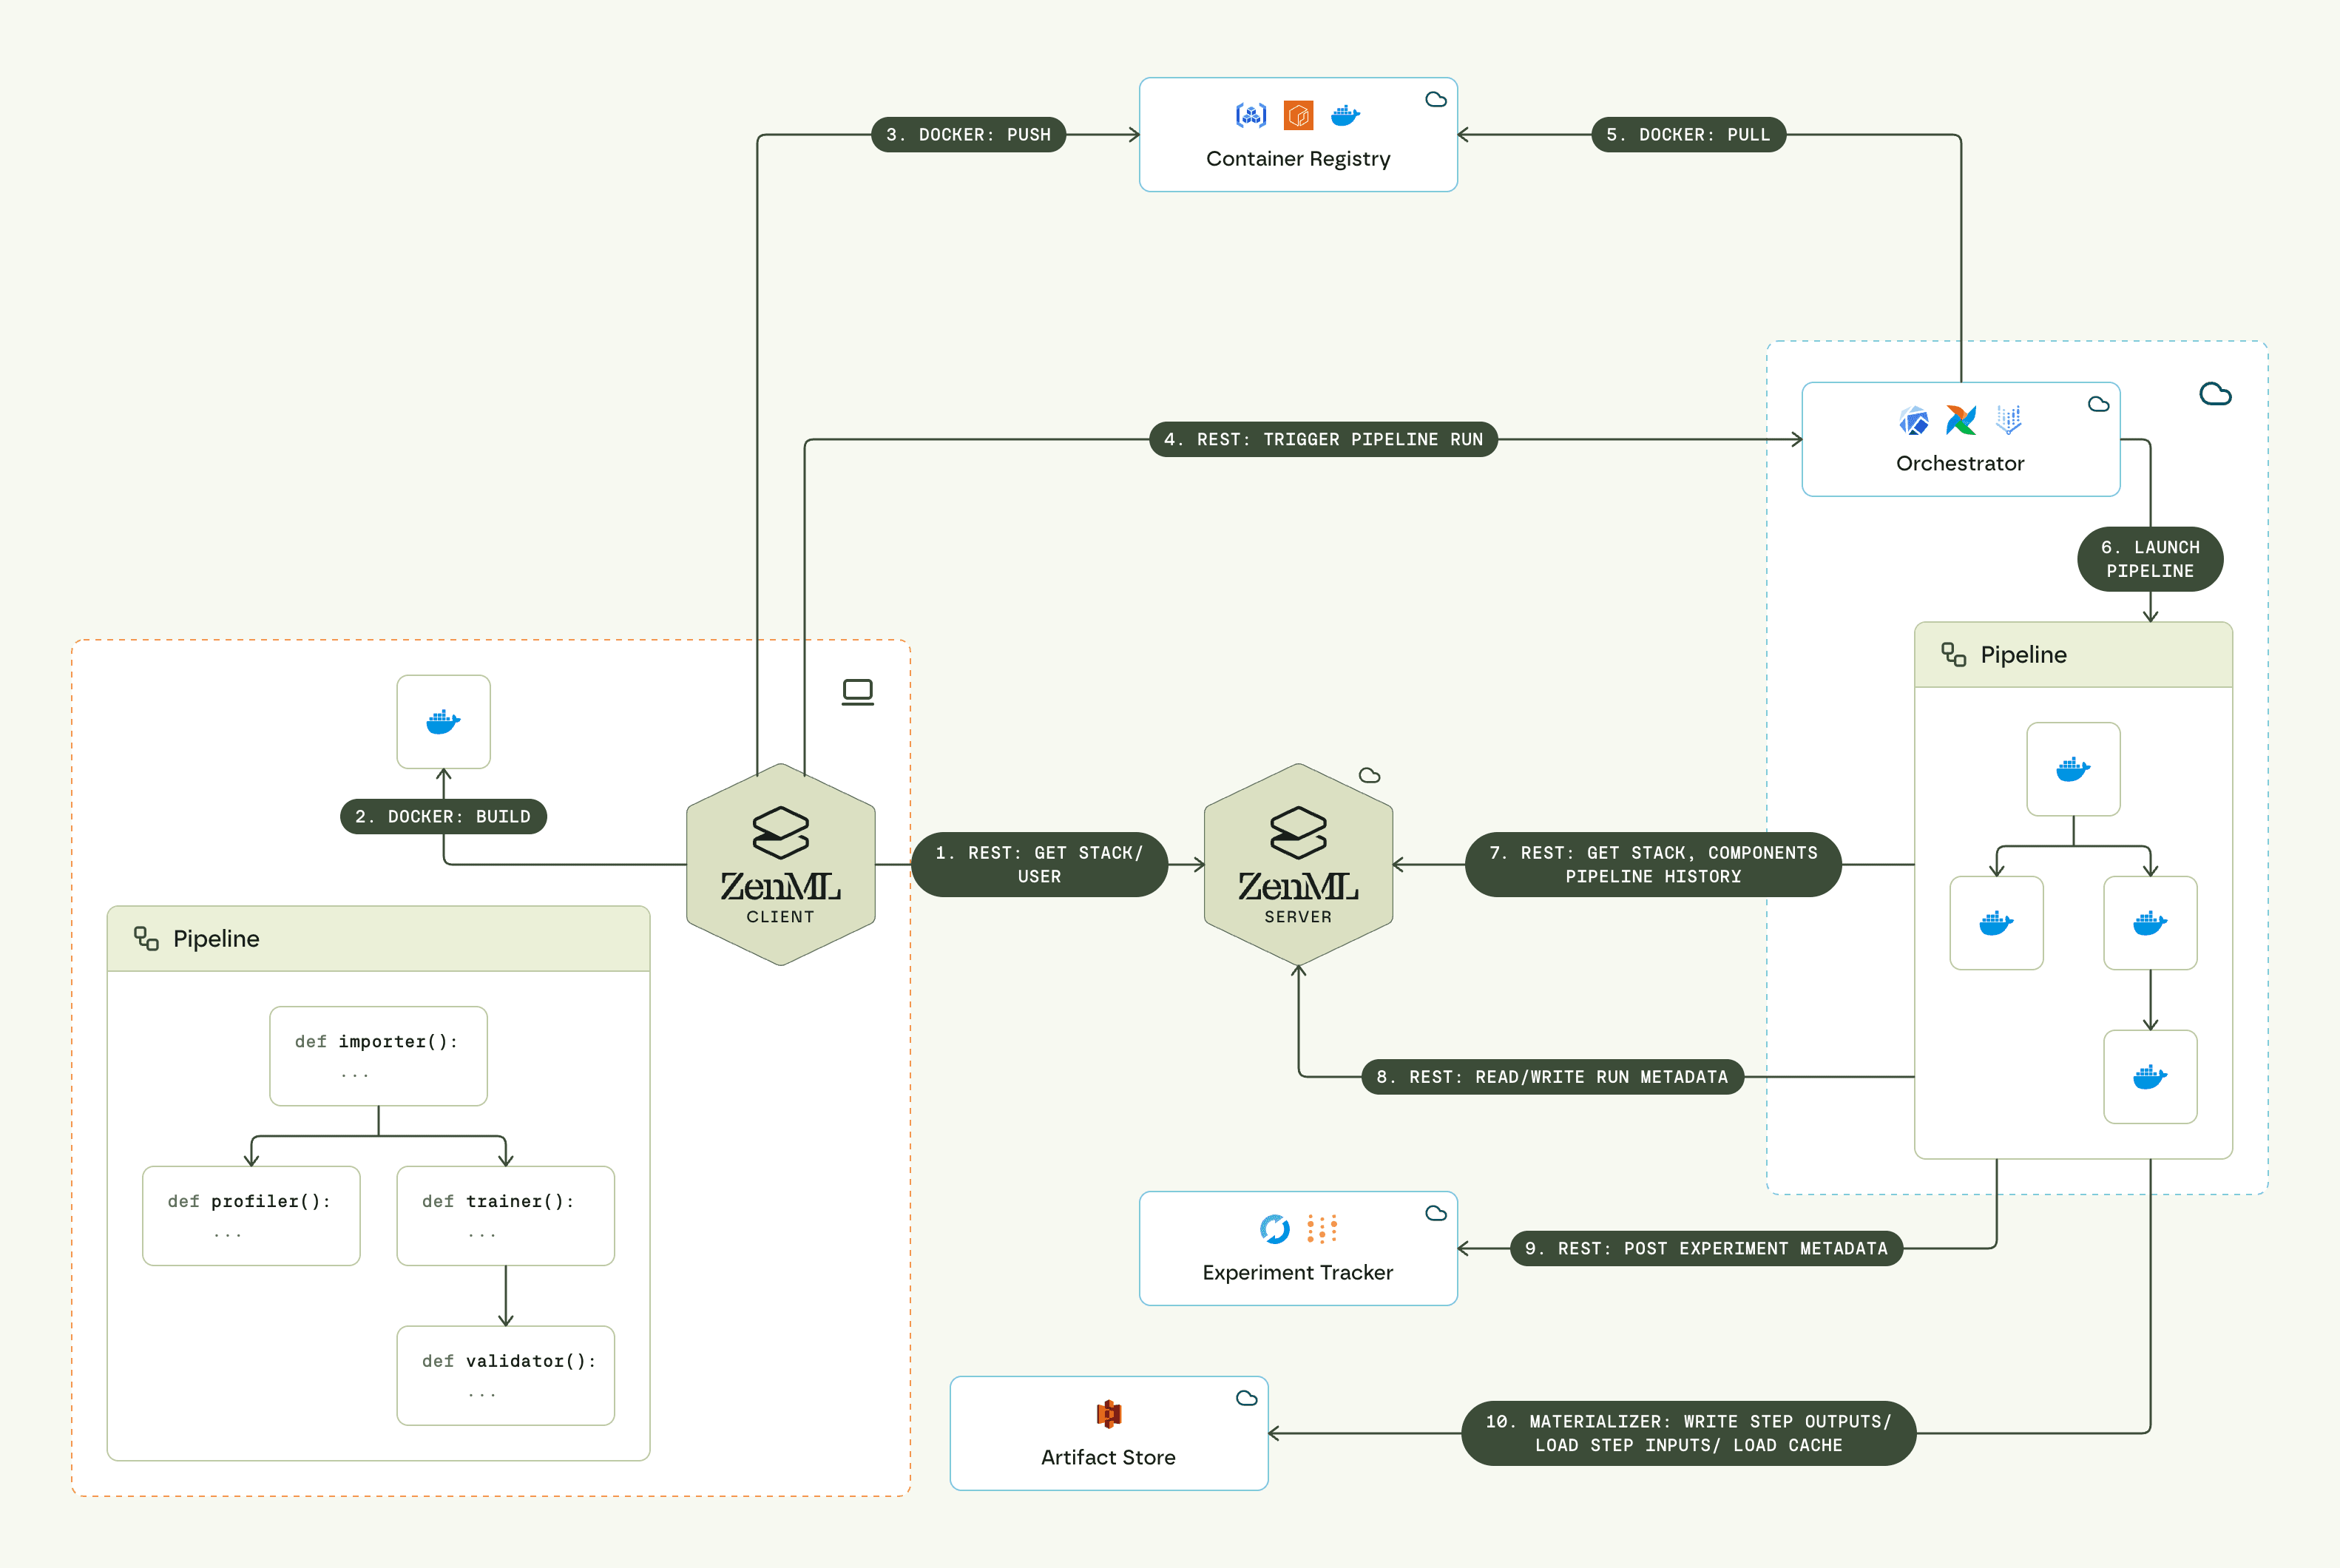 3. DOCKER: PUSH
Container Registry
5. DOCKER: PULL
4. REST: TRIGGER PIPELINE RUN
Orchestrator
6. LAUNCH
PIPELINE
Pipeline
2. DOCKER: BUILD
ZenML
CLIENT
1. REST: GET STACK/
USER
ZenML
SERVER
7. REST: GET STACK, COMPONENTS
PIPELINE HISTORY
Pipeline
def importer():
...
def profiler():
...
def trainer():
...
def validator():
...
8. REST: READ/WRITE RUN METADATA
Experiment Tracker
9. REST: POST EXPERIMENT METADATA
Artifact Store
10. MATERIALIZER: WRITE STEP OUTPUTS/
LOAD STEP INPUTS/ LOAD CACHE